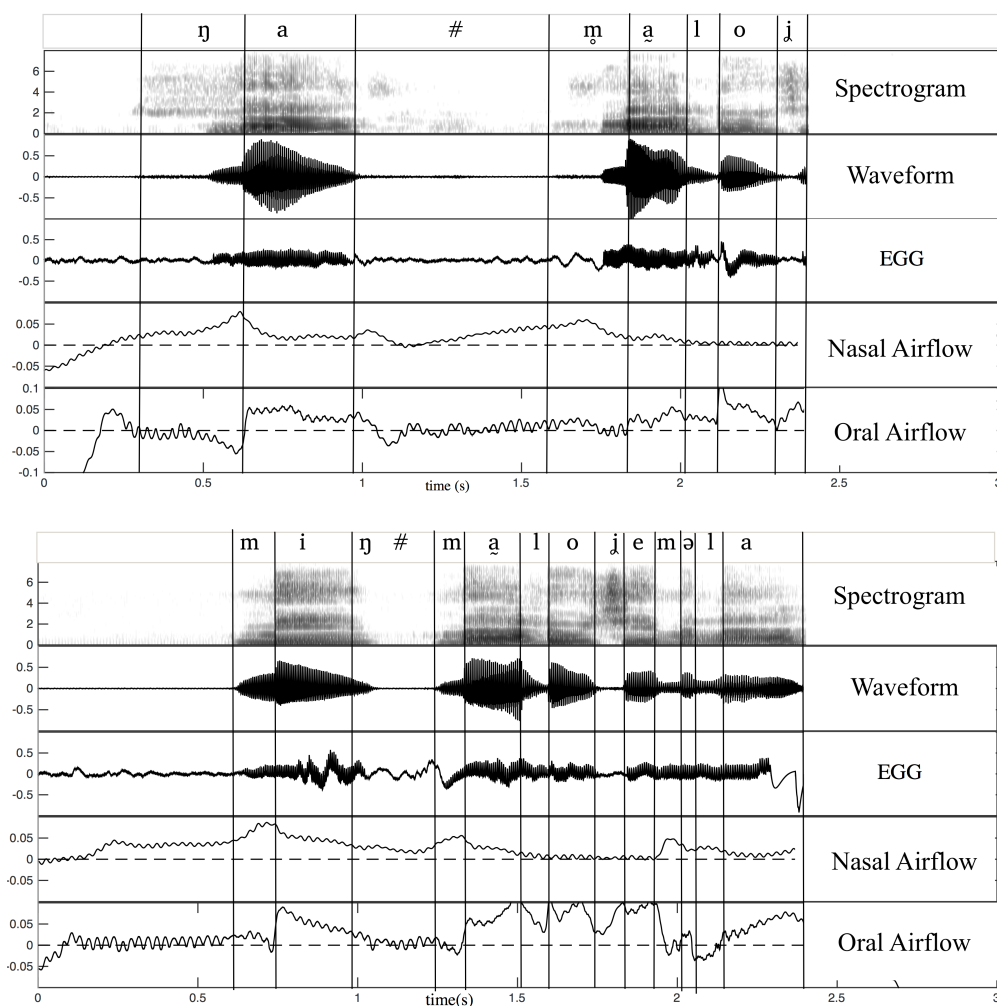 ŋ a # m̥ a̰ l o ʝ
6
4
2
0
Spectrogram
0.5
0
-0.5
Waveform
0.5
0
-0.5
EGG
0.05
0
-0.05
Nasal Airflow
0.1
0.05
0
-0.05
-0.1
Oral Airflow
0 0.5 1 1.5 2 2.5 3
time (s)
m i ŋ # m a̰ l o ʝ e m ə l a
6
4
2
0
Spectrogram
0.5
0
-0.5
Waveform
0.5
0
-0.5
EGG
0.05
0
-0.05
Nasal Airflow
0.05
0
-0.05
Oral Airflow
0 0.5 1 1.5 2 2.5 3
time(s)